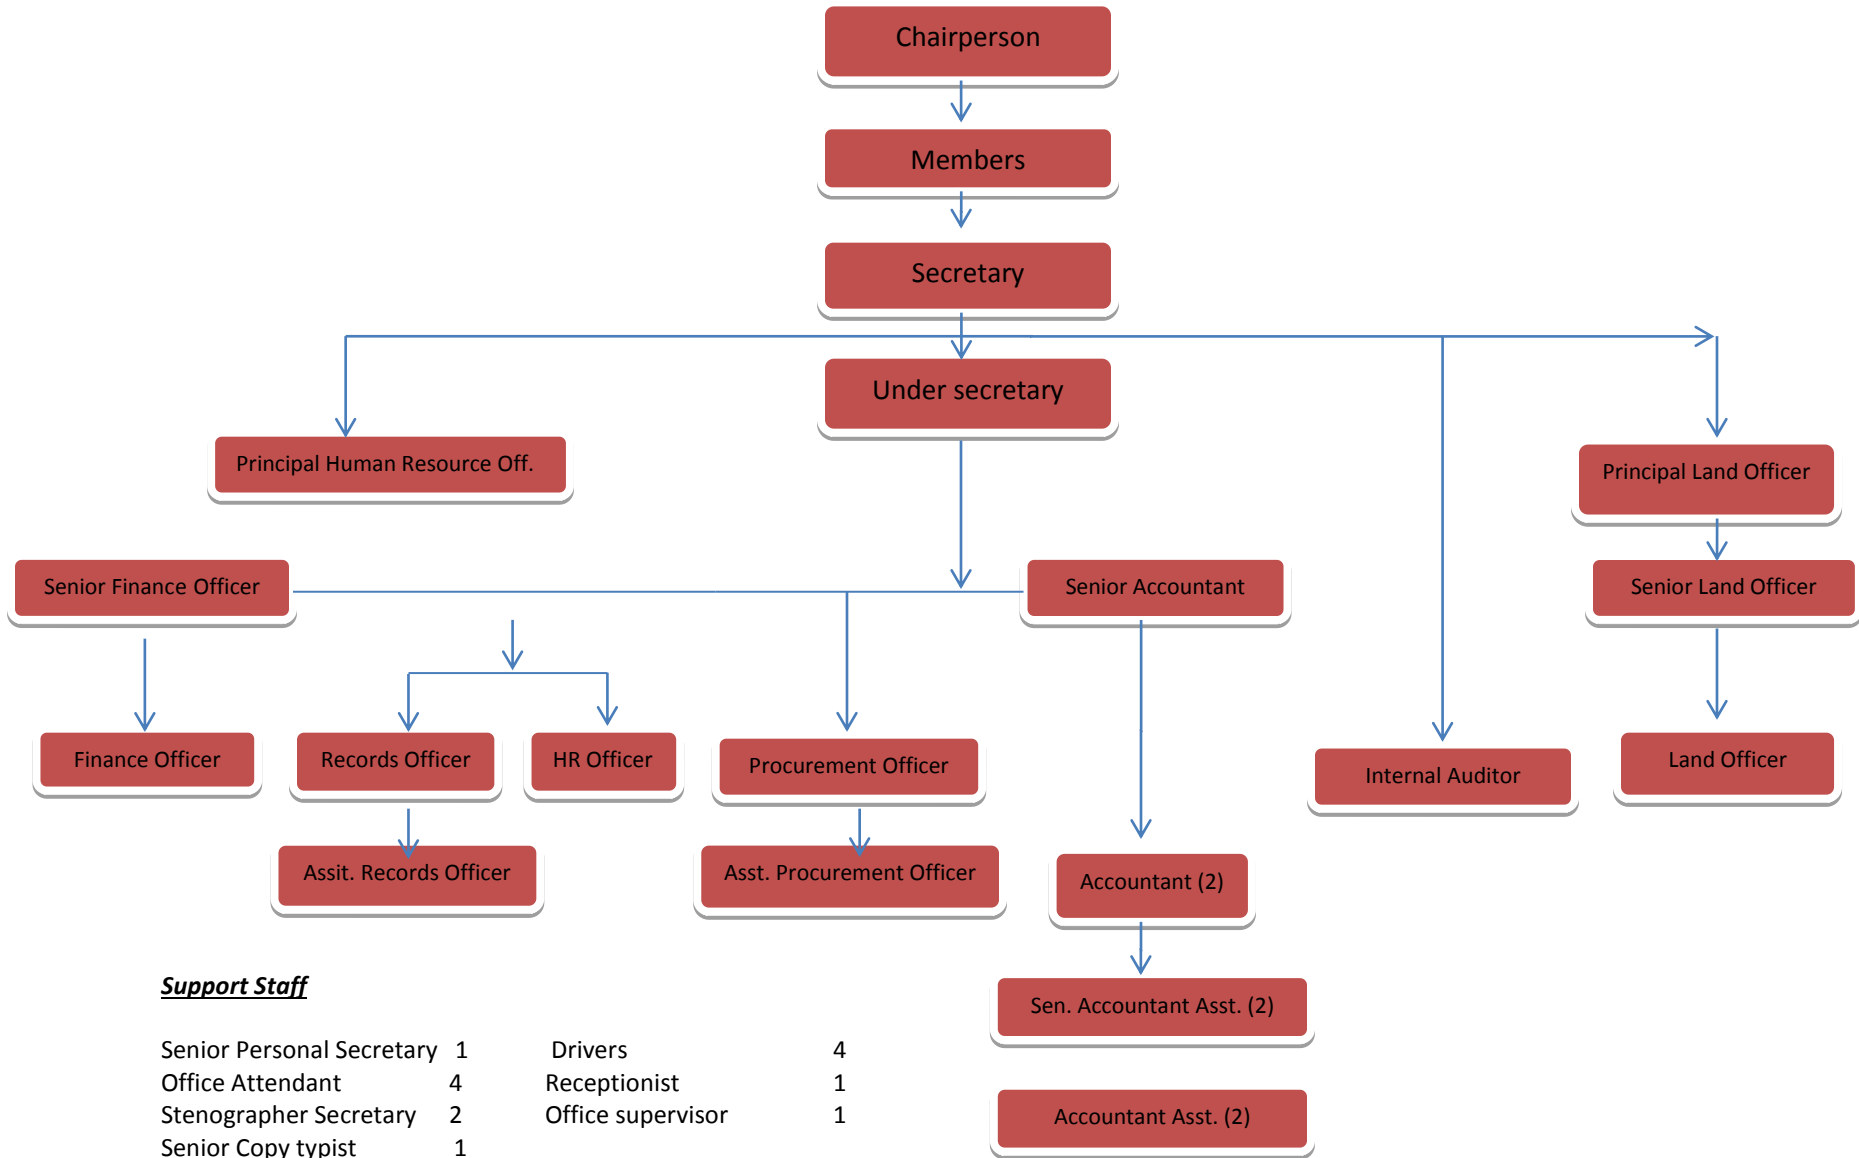 Chairperson
Members
Secretary
Under secretary
Principal Human Resource Off.
Principal Land Officer
Senior Finance Officer
Senior Accountant
Senior Land Officer
Finance Officer
Records Officer
HR Officer
Procurement Officer
Internal Auditor
Land Officer
Assit. Records Officer
Asst. Procurement Officer
Accountant (2)
Sen. Accountant Asst. (2)
Accountant Asst. (2)
Support Staff
Senior Personal Secretary 1 Drivers 4
Office Attendant 4 Receptionist 1
Stenographer Secretary 2 Office supervisor 1
Senior Copy typist 1